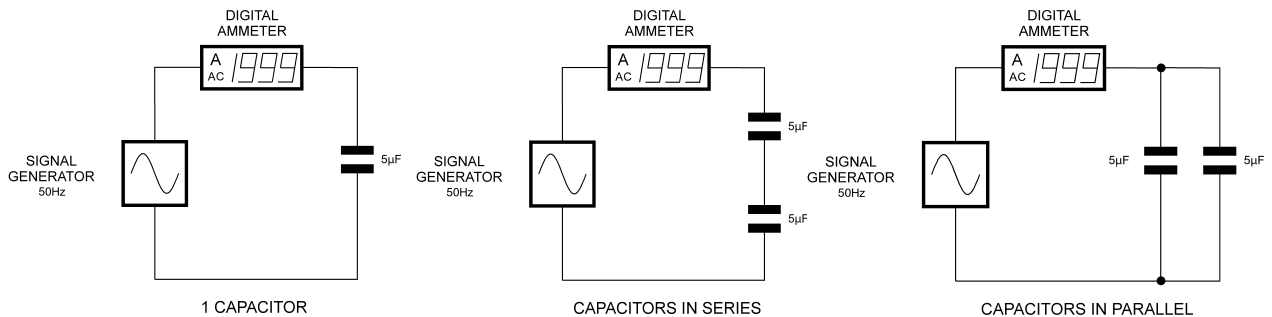 DIGITAL
AMMETER
A
AC
1999
SIGNAL
GENERATOR
50Hz
5µF
1 CAPACITOR
DIGITAL
AMMETER
A
AC
1999
SIGNAL
GENERATOR
50Hz
5µF
5µF
CAPACITORS IN SERIES
DIGITAL
AMMETER
A
AC
1999
SIGNAL
GENERATOR
50Hz
5µF
5µF
CAPACITORS IN PARALLEL